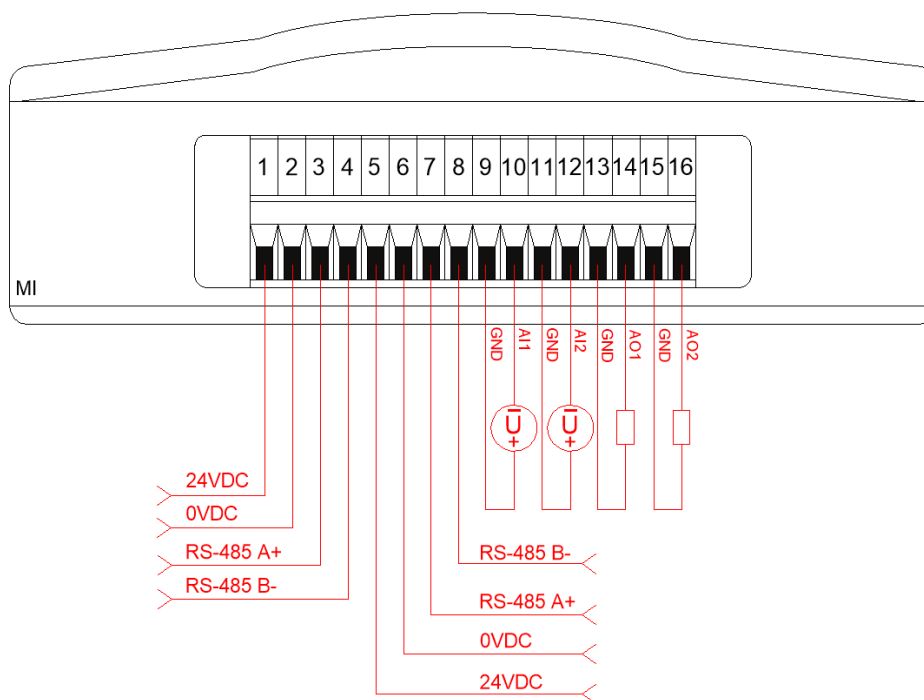 1 2 3 4 5 6 7 8 9 10 11 12 13 14 15 16
MI
GND AI1 GND AI2 GND AO1 GND AO2
U U
+ +
24VDC
0VDC
RS-485 A+
RS-485 B-
RS-485 B-
RS-485 A+
0VDC
24VDC